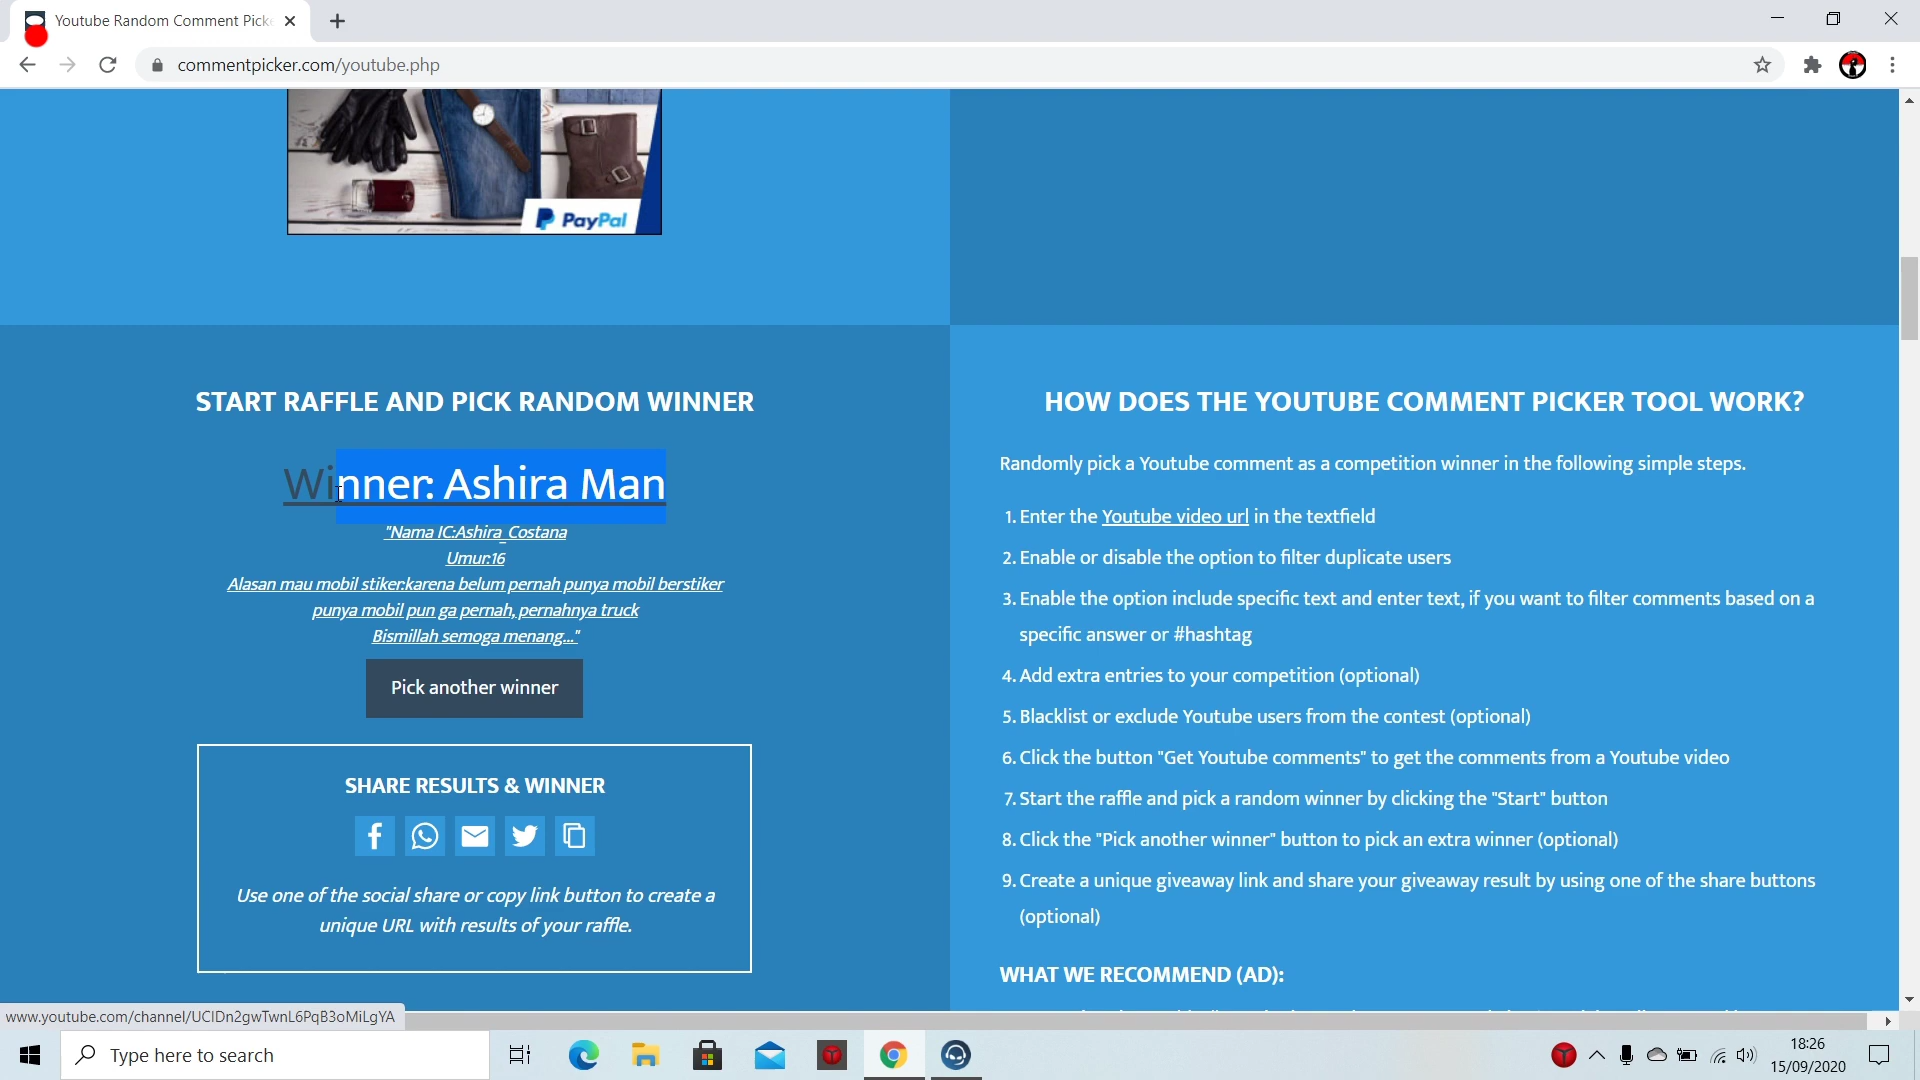 Youtube Random Comment Picke
commentpicker.com/youtube.php
PayPal
START RAFFLE AND PICK RANDOM WINNER
Winner: Ashira Man
"Nama IC:Ashira_Costana
Umur:16
Alasan mau mobil stiker:karena belum pernah punya mobil berstiker
punya mobil pun ga pernah, pernahnya truck
Bismillah semoga menang..."
Pick another winner
SHARE RESULTS & WINNER
Use one of the social share or copy link button to create a
unique URL with results of your raffle.
HOW DOES THE YOUTUBE COMMENT PICKER TOOL WORK?
Randomly pick a Youtube comment as a competition winner in the following simple steps.
1. Enter the Youtube video url in the textfield
2. Enable or disable the option to filter duplicate users
3. Enable the option include specific text and enter text, if you want to filter comments based on a
specific answer or #hashtag
4. Add extra entries to your competition (optional)
5. Blacklist or exclude Youtube users from the contest (optional)
6. Click the button "Get Youtube comments" to get the comments from a Youtube video
7. Start the raffle and pick a random winner by clicking the "Start" button
8. Click the "Pick another winner" button to pick an extra winner (optional)
9. Create a unique giveaway link and share your giveaway result by using one of the share buttons
(optional)
WHAT WE RECOMMEND (AD):
www.youtube.com/channel/UCIDn2gwTwnL6PqB3oMiLgYA
Type here to search
18:26
15/09/2020